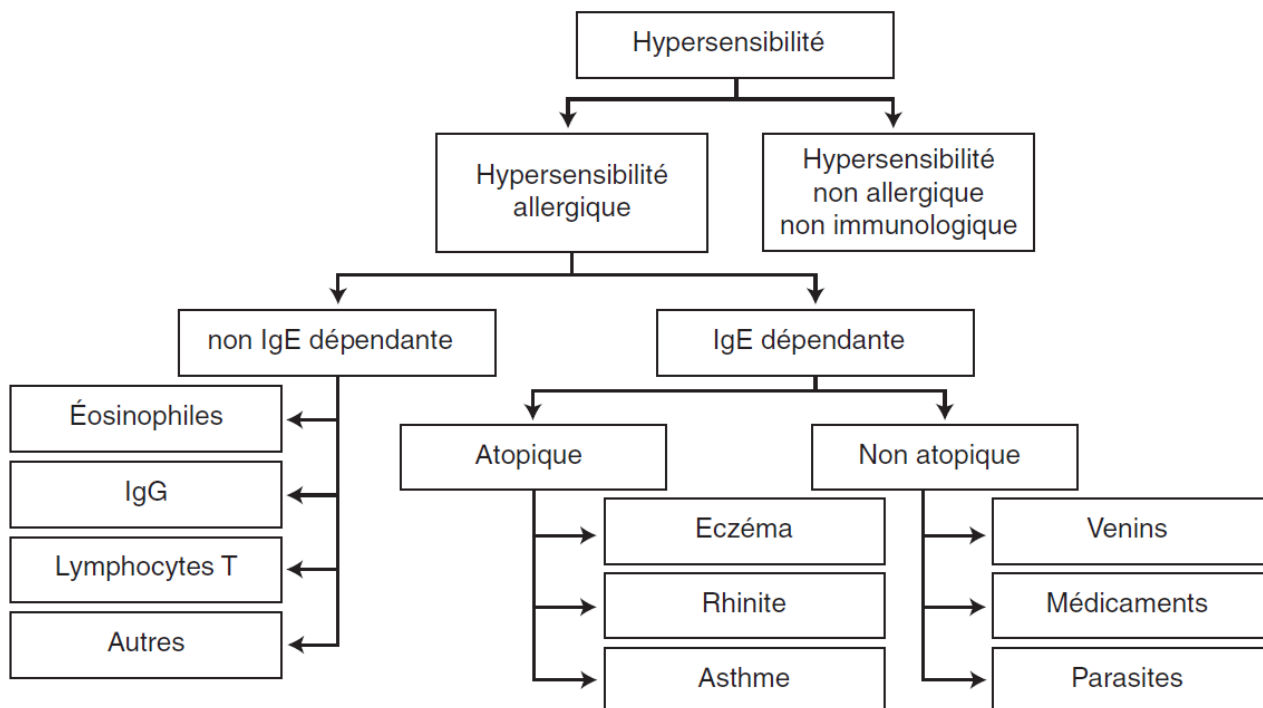 Hypersensibilité
Hypersensibilité
allergique
Hypersensibilité
non allergique
non immunologique
non IgE dépendante
IgE dépendante
Éosinophiles
IgG
Lymphocytes T
Autres
Atopique
Non atopique
Eczéma
Rhinite
Asthme
Venins
Médicaments
Parasites